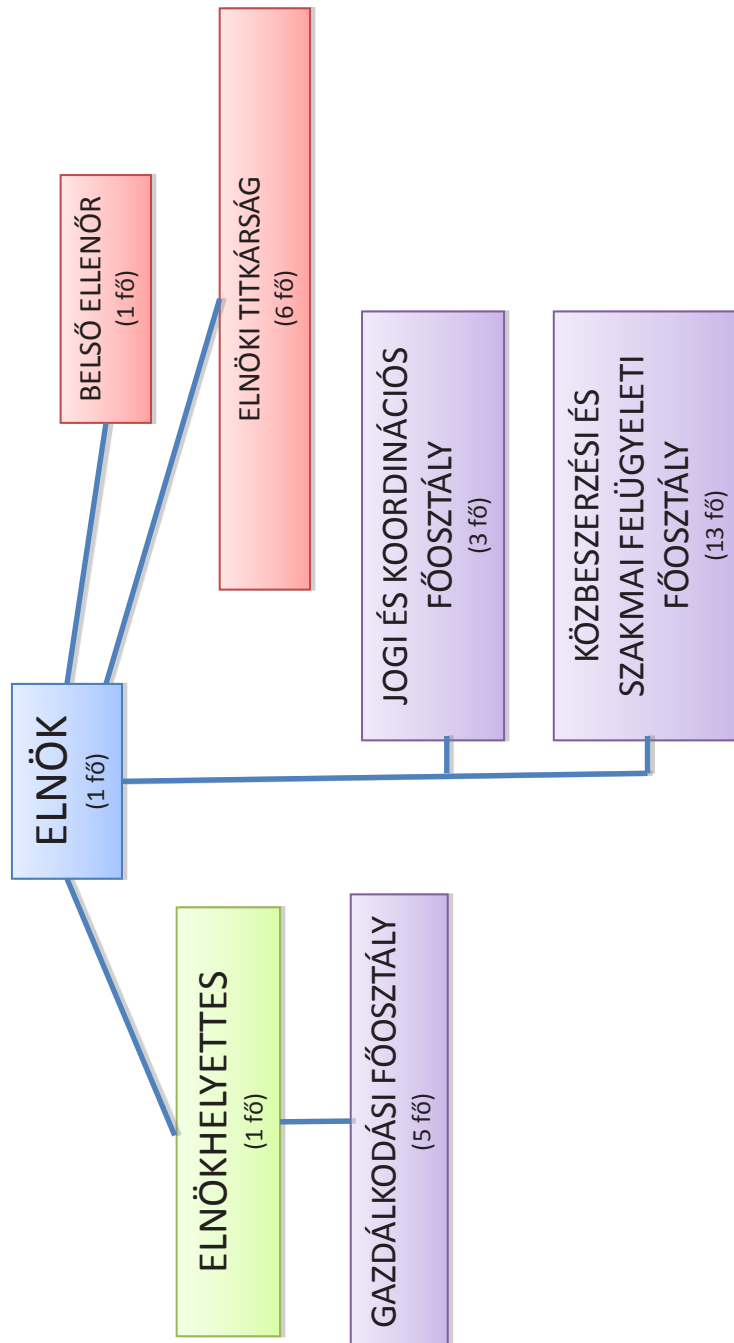 ELNÖK
(1 fő)
BELSŐ ELLENŐR
(1 fő)
ELNÖKHELYETTES
(1 fő)
ELNÖKI TITKÁRSÁG
(6 fő)
GAZDÁLKODÁSI FŐOSZTÁLY
(5 fő)
JOGI ÉS KOORDINÁCIÓS
FŐOSZTÁLY
(3 fő)
KÖZBESZERZÉSI ÉS
SZAKMAI FELÜGYELETI
FŐOSZTÁLY
(13 fő)